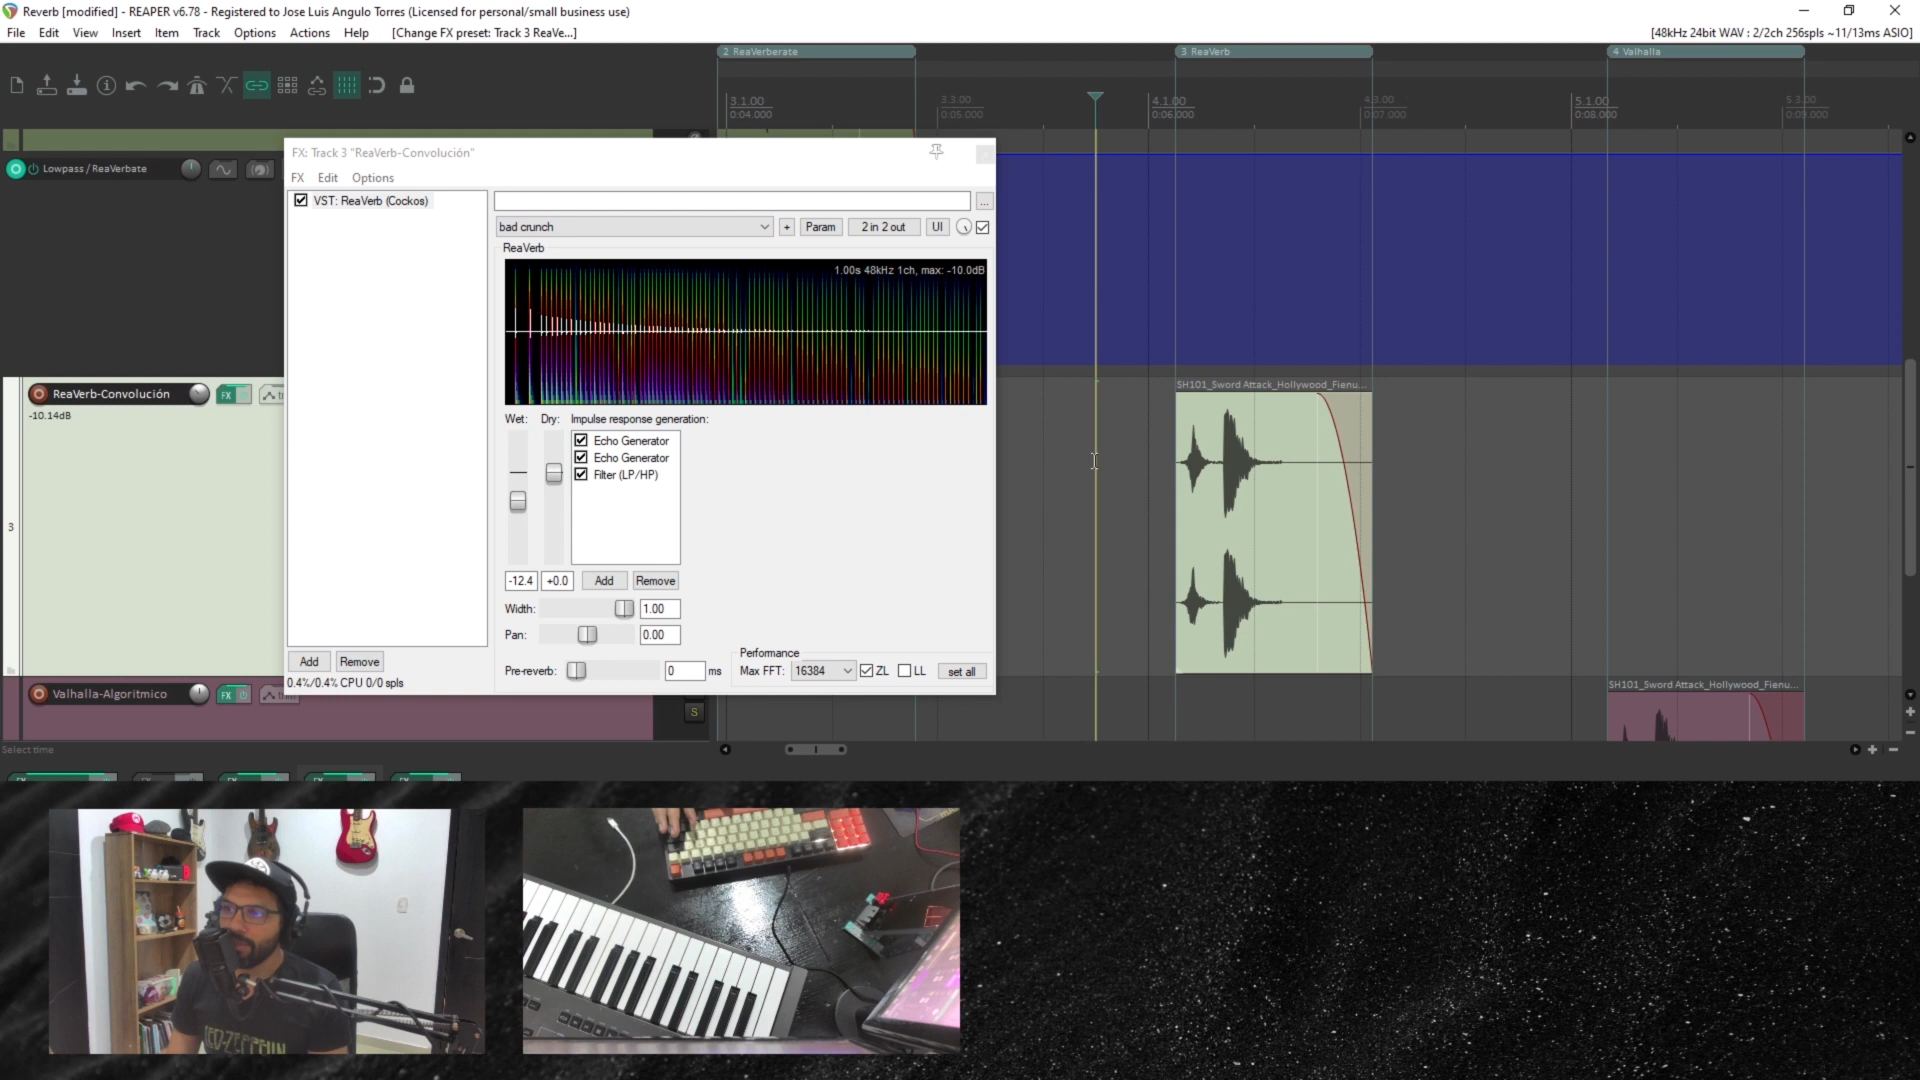 Reverb [modified] - REAPER v6.78 - Registered to Jose Luis Angulo Torres (Licensed for personal/small business use)
File Edit View Insert Item Track Options Actions Help [Change FX preset: Track 3 ReaVe...]
[48kHz 24bit WAV : 2/2ch 256spls ~11/13ms ASIO]
2 ReaVerberate
3 ReaVerb
4 Valhalla
3.1.00
0:04.000
3.3.00
0:05.000
4.1.00
0:06.000
4.3.00
0:07.000
5.1.00
0:08.000
5.3.00
0:09.000
Lowpass / ReaVerbate
FX: Track 3 "ReaVerb-Convolución"
FX Edit Options
VST: ReaVerb (Cockos)
...
bad crunch
+
Param
2 in 2 out
UI
ReaVerb
1.00s 48kHz 1ch, max: -10.0dB
Wet: Dry: Impulse response generation:
Echo Generator
Echo Generator
Filter (LP/HP)
-12.4
+0.0
Add
Remove
Width:
1.00
Pan:
0.00
Pre-reverb:
0
ms
Performance
Max FFT:
16384
ZL
LL
set all
Add
Remove
0.4%/0.4% CPU 0/0 spls
ReaVerb-Convolución
FX
-10.14dB
3
SH101_Sword Attack_Hollywood_Fienu...
Valhalla-Algoritmico
FX
S
SH101_Sword Attack_Hollywood_Fienu...
Select time
LED-ZEPPELIN